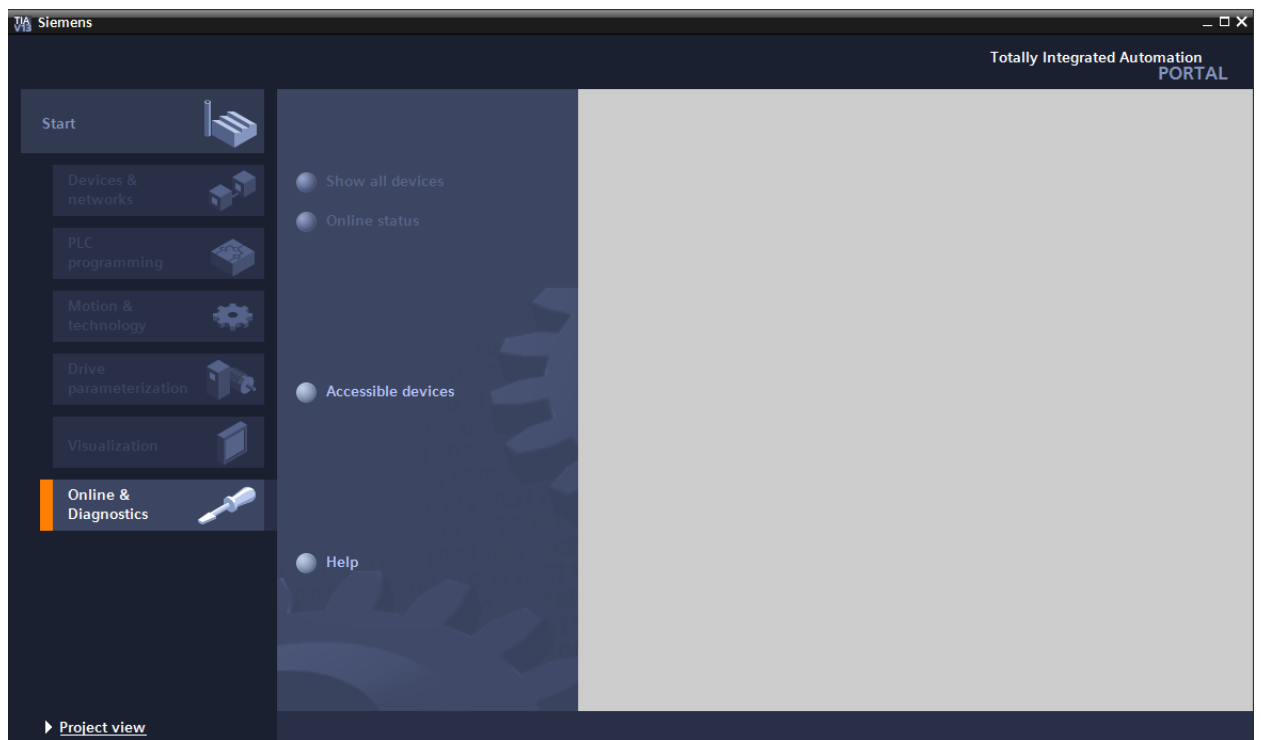 TIA
V13 Siemens
Totally Integrated Automation
PORTAL
Start
Devices &
networks
PLC
programming
Motion &
technology
Drive
parameterization
Visualization
Online &
Diagnostics
Show all devices
Online status
Accessible devices
Help
Project view